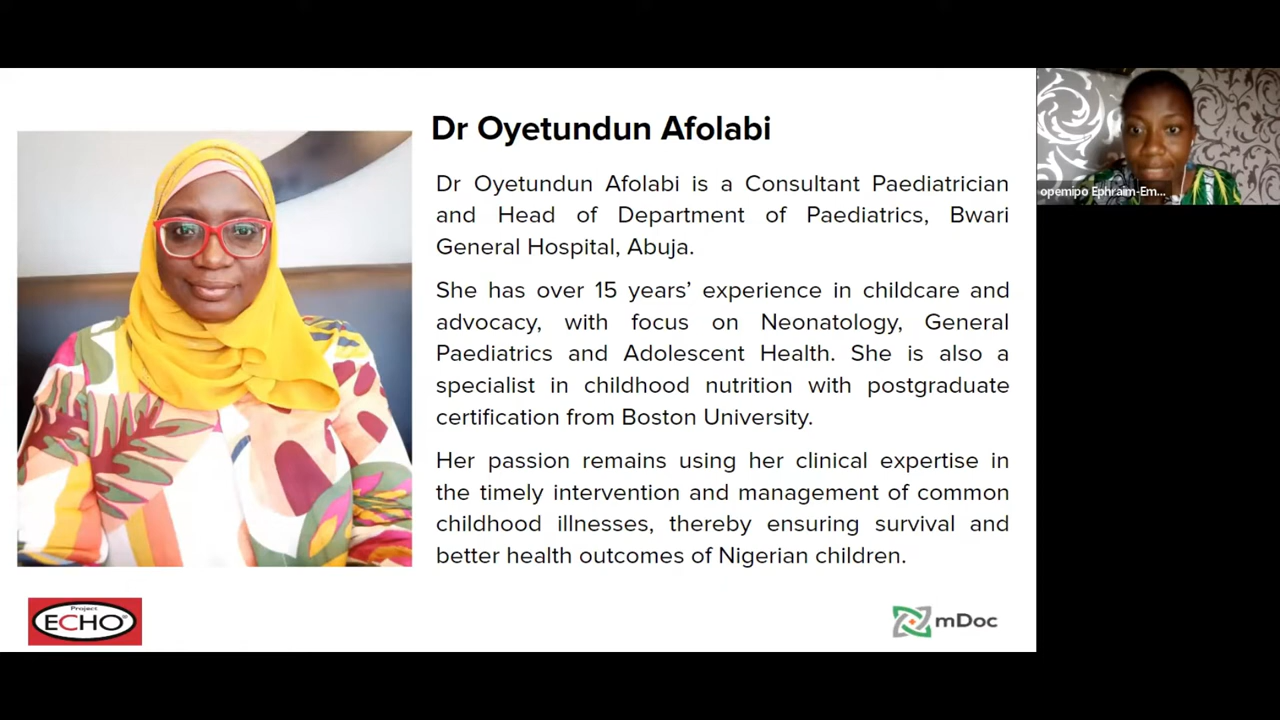 Dr Oyetundun Afolabi
Dr Oyetundun Afolabi is a Consultant Paediatrician
and Head of Department of Paediatrics, Bwari
General Hospital, Abuja.
She has over 15 years’ experience in childcare and
advocacy, with focus on Neonatology, General
Paediatrics and Adolescent Health. She is also a
specialist in childhood nutrition with postgraduate
certification from Boston University.
Her passion remains using her clinical expertise in
the timely intervention and management of common
childhood illnesses, thereby ensuring survival and
better health outcomes of Nigerian children.
Project
ECHO®
mDoc
opemipo Ephraim-Em...